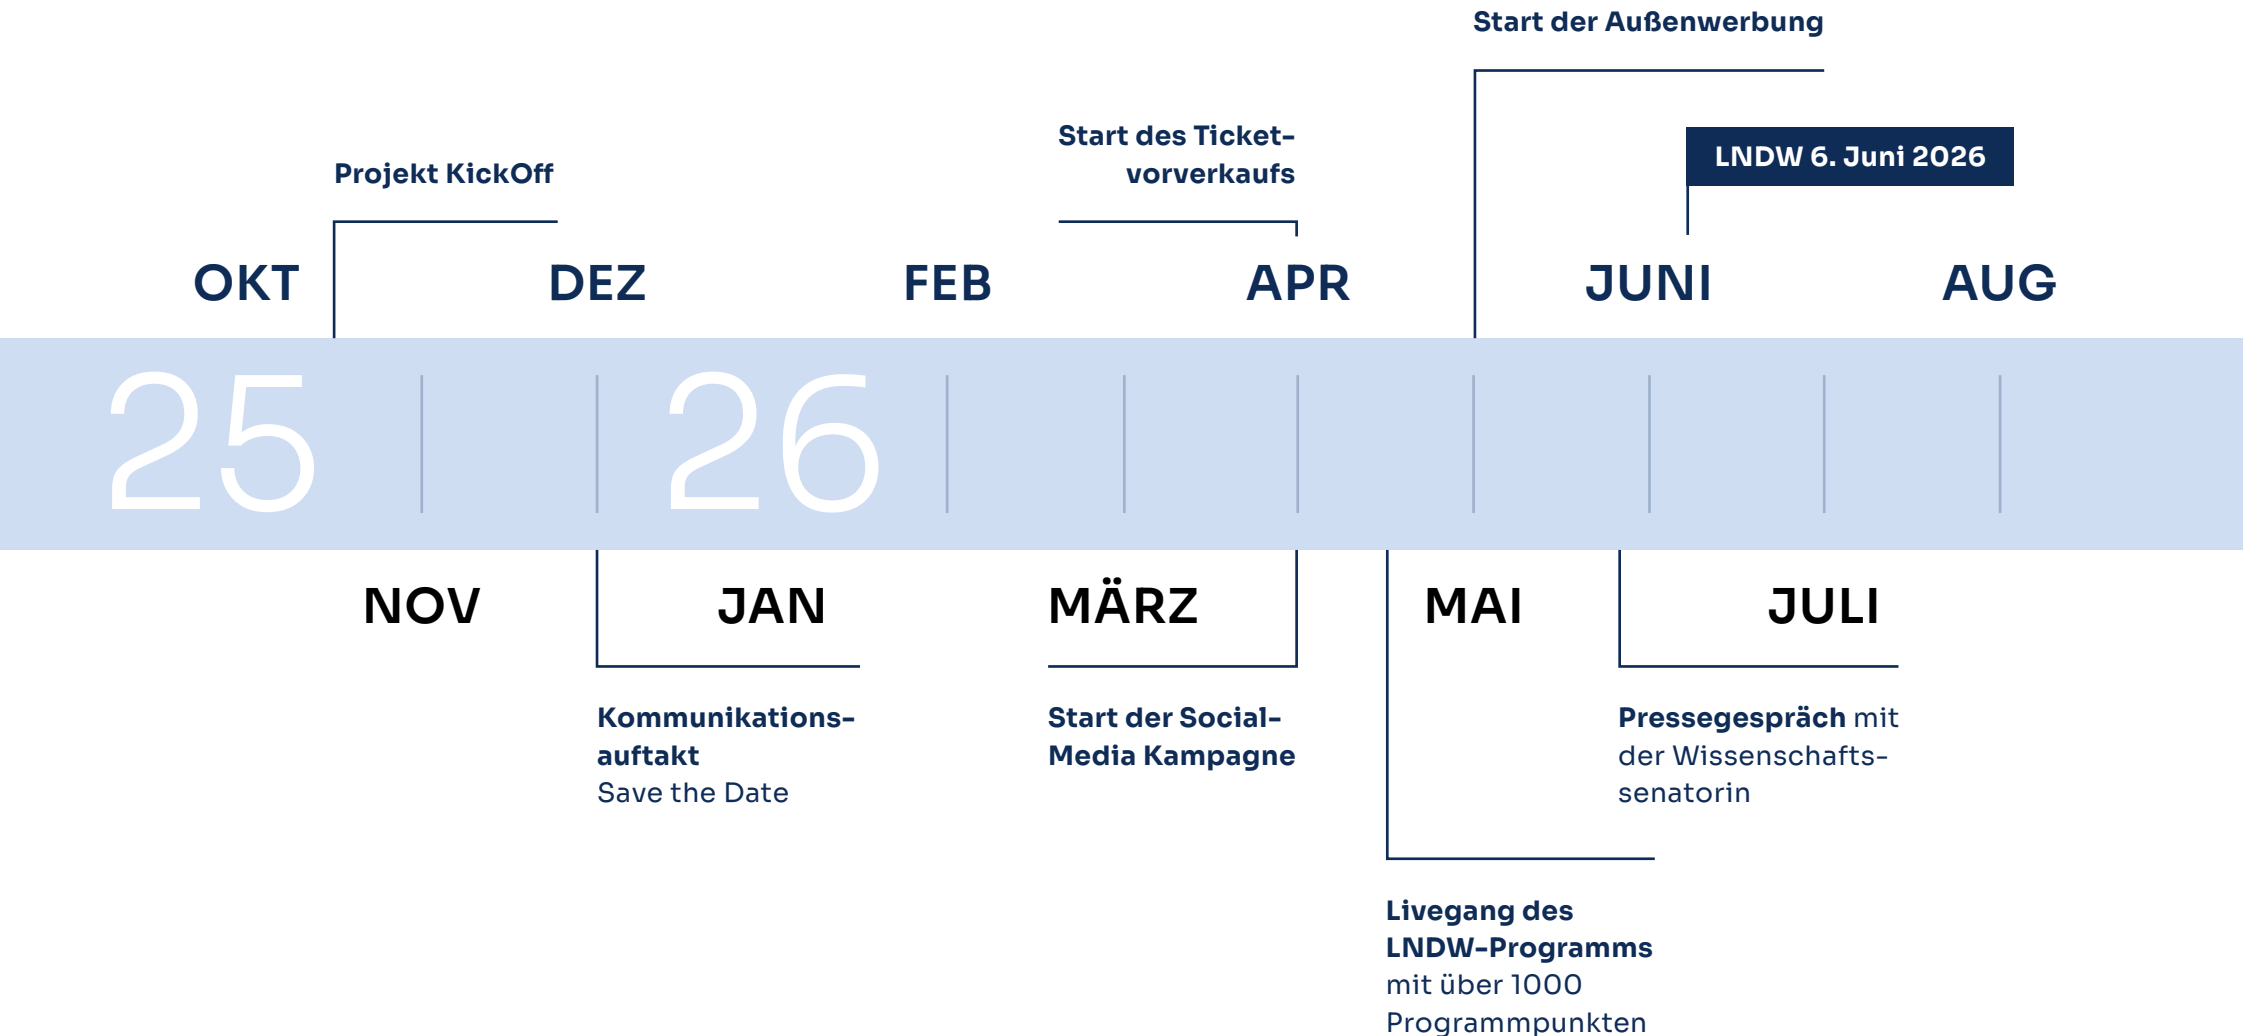 Start der Außenwerbung
Start des Ticket-
vorverkaufs
LNDW 6. Juni 2026
Projekt KickOff
OKT
DEZ
FEB
APR
JUNI
AUG
25
26
NOV
JAN
MÄRZ
MAI
JULI
Kommunikations-
auftakt
Save the Date
Start der Social-
Media Kampagne
Pressegespräch mit
der Wissenschafts-
senatorin
Livegang des
LNDW-Programms
mit über 1000
Programmpunkten